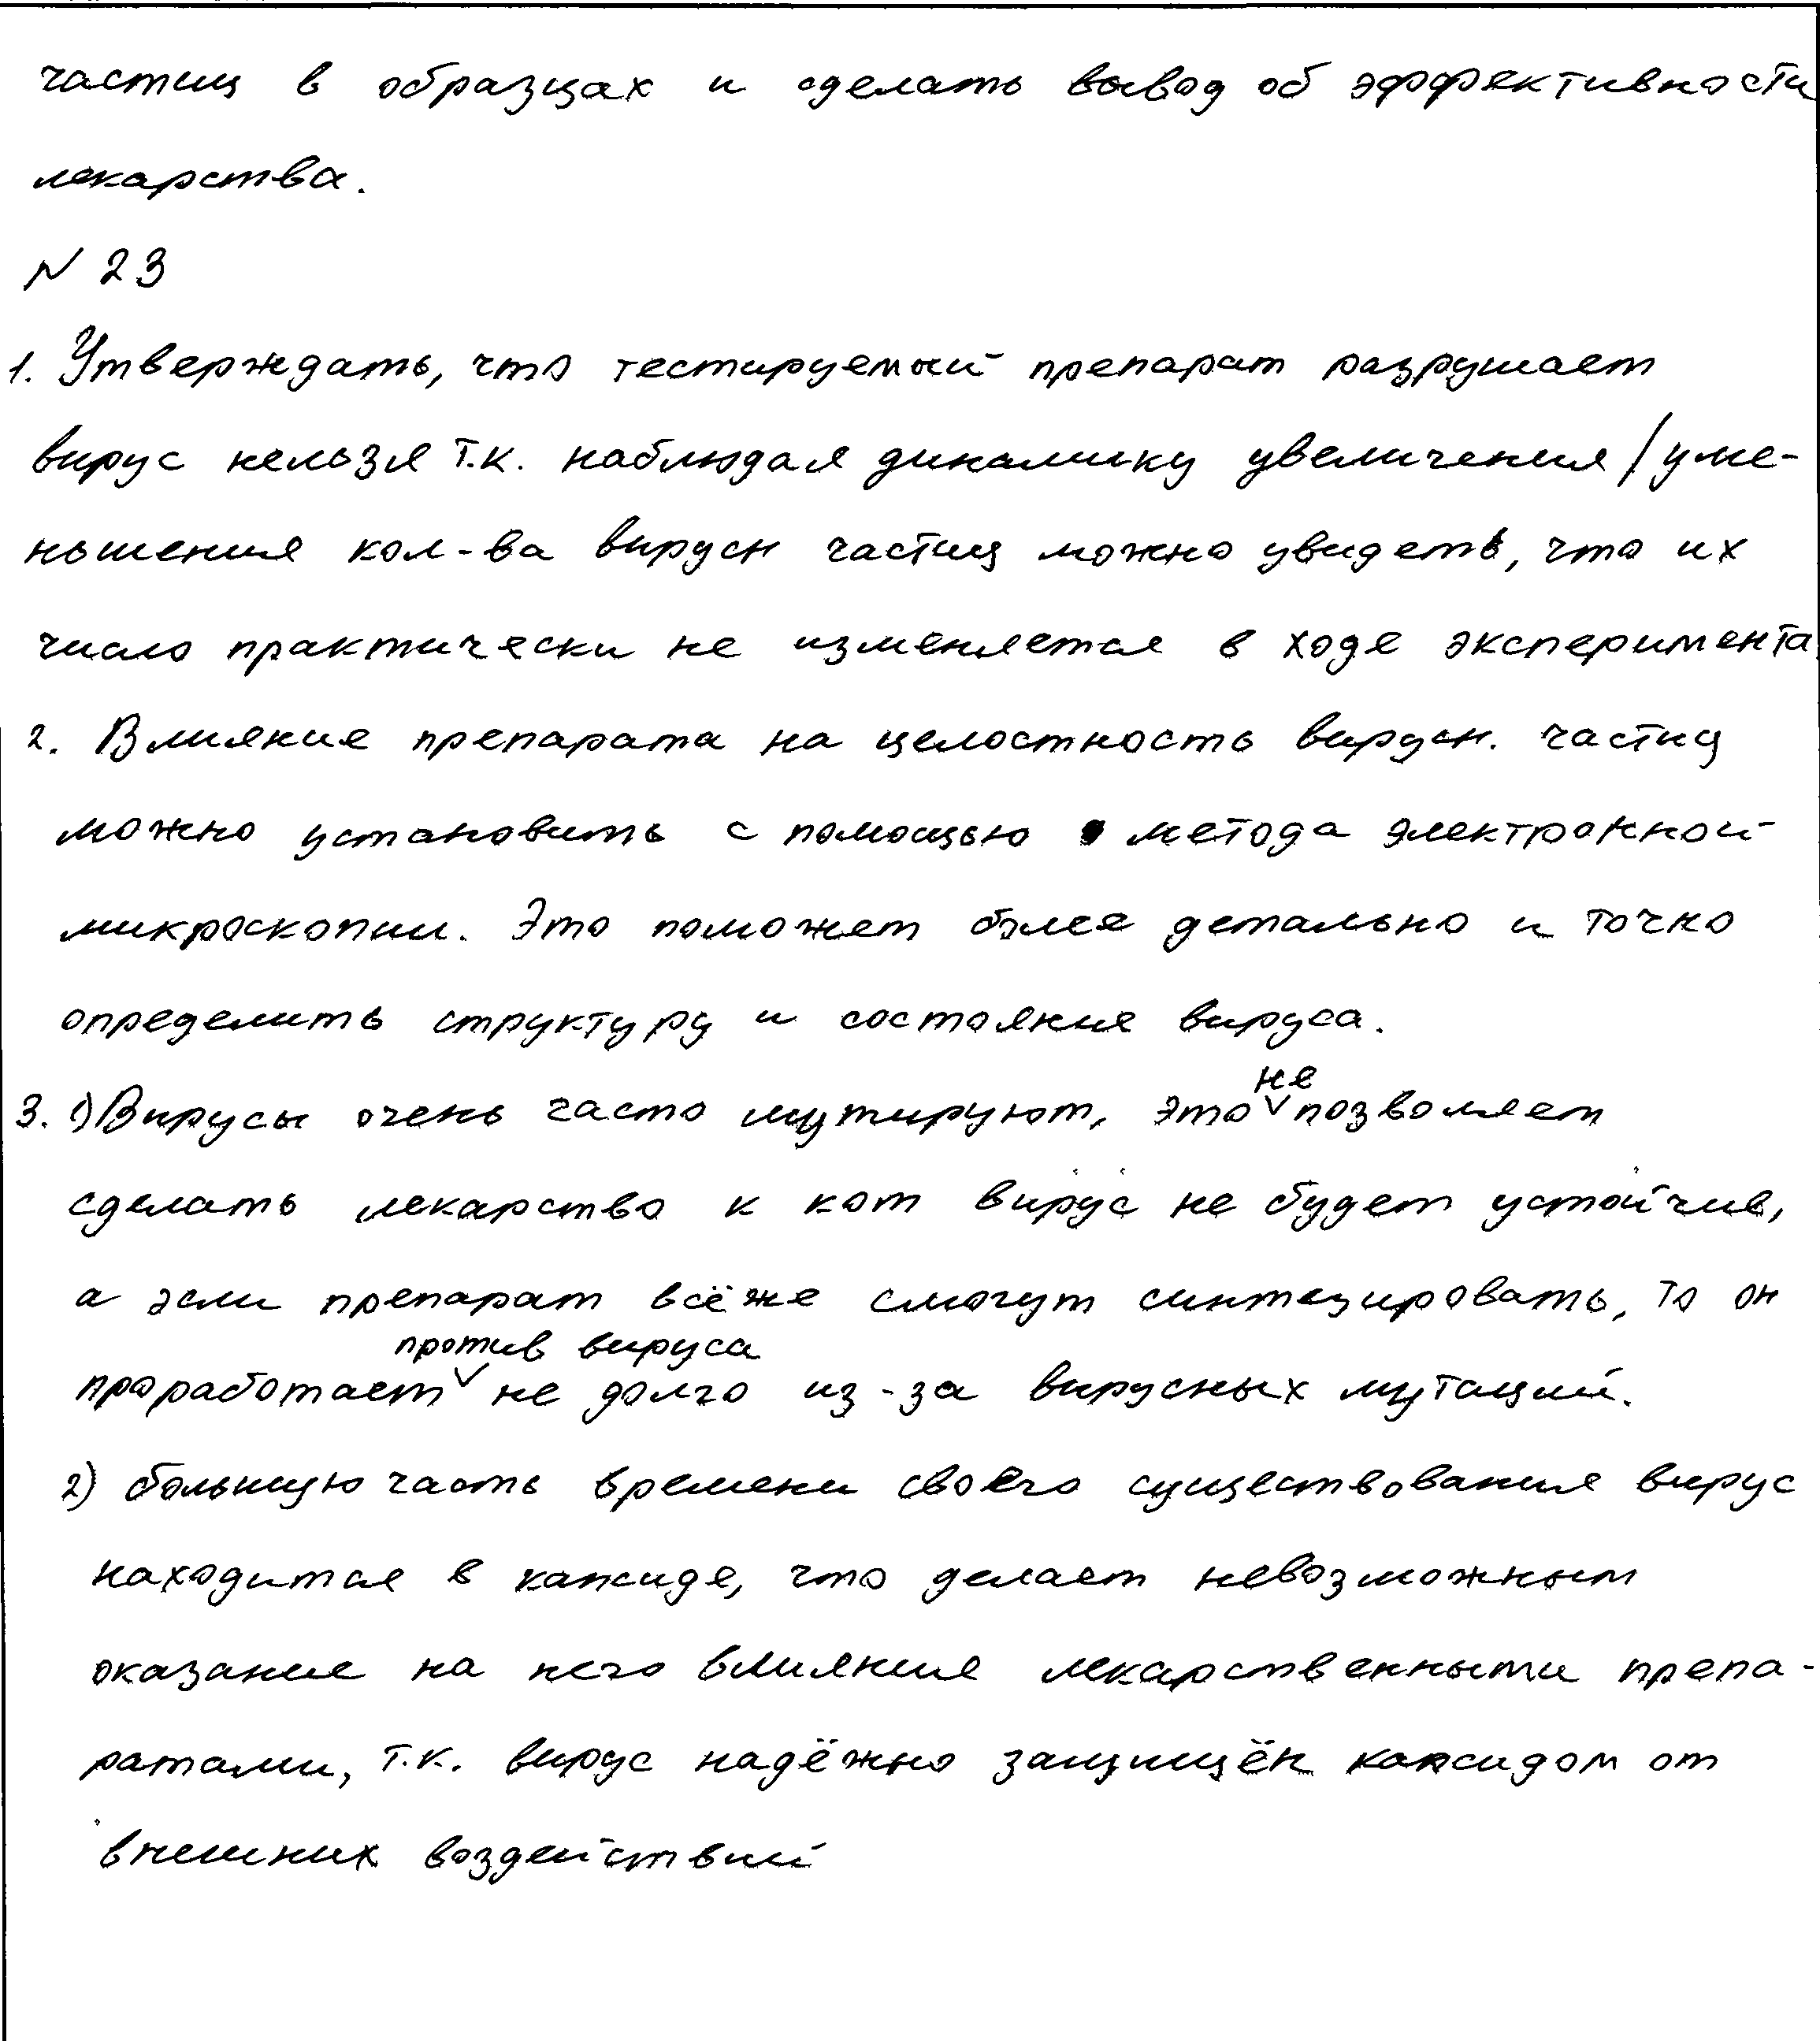 частиц в образцах и сделать вывод об эффективности
лекарства.
N 23
1. Утверждать, что тестируемый препарат разрушает
вирус нельзя т.к. наблюдая динамику увеличения/уме-
ньшения кол-ва вирусн частиц можно увидеть, что их
число практически не изменяется в ходе эксперимента
2. Влияние препарата на целостность вирусн. частиц
можно установить с помощью метода электронной
микроскопии. Это поможет более детально и точно
определить структуру и состояние вируса.
не
3. 1) Вирусы очень часто мутируют, это позволяет
сделать лекарство к кот вирус не будет устойчив,
а если препарат всё же смогут синтезировать, то он
против вируса
проработает не долго из-за вирусных мутаций.
2) большую часть времени своего существования вирус
находится в капсиде, что делает невозможным
оказание на него влияние лекарственными препа-
ратами, т.к. вирус надёжно защищён капсидом от
внешних воздействий